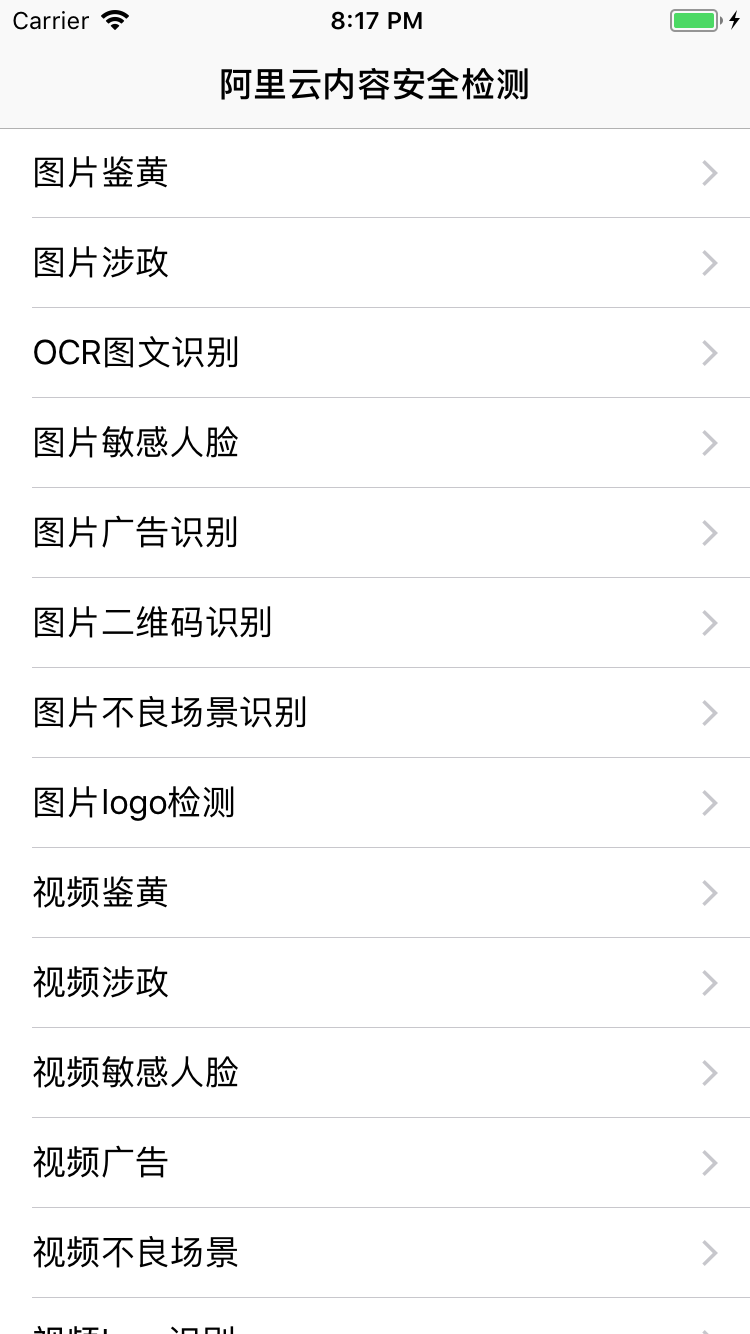 Carrier
8:17 PM
阿里云内容安全检测
图片鉴黄
图片涉政
OCR图文识别
图片敏感人脸
图片广告识别
图片二维码识别
图片不良场景识别
图片logo检测
视频鉴黄
视频涉政
视频敏感人脸
视频广告
视频不良场景